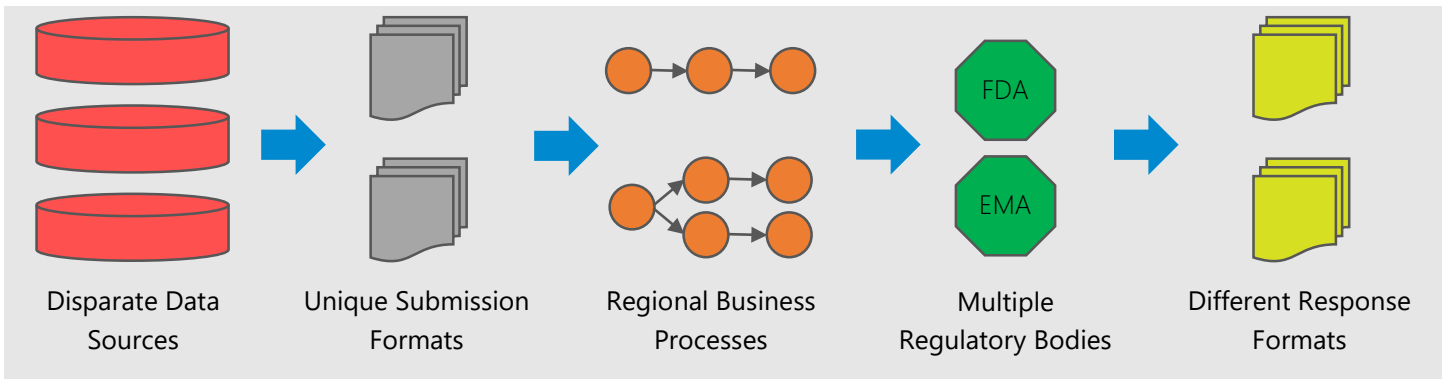 FDA
EMA
Disparate Data
Sources
Unique Submission
Formats
Regional Business
Processes
Multiple
Regulatory Bodies
Different Response
Formats